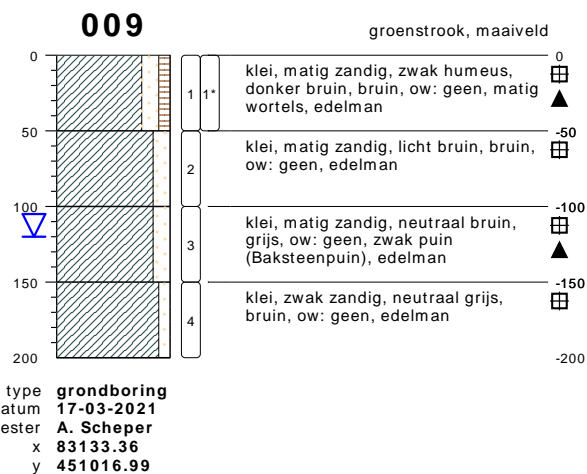 009
groenstrook, maaiveld
0
0
1
1*
klei, matig zandig, zwak humeus,
donker bruin, bruin, ow: geen, matig
wortels, edelman
50
-50
2
klei, matig zandig, licht bruin, bruin,
ow: geen, edelman
100
-100
3
klei, matig zandig, neutraal bruin,
grijs, ow: geen, zwak puin
(Baksteenpuin), edelman
150
-150
4
klei, zwak zandig, neutraal grijs,
bruin, ow: geen, edelman
200
-200
type grondboring
atum 17-03-2021
ester A. Scheper
x 83133.36
y 451016.99